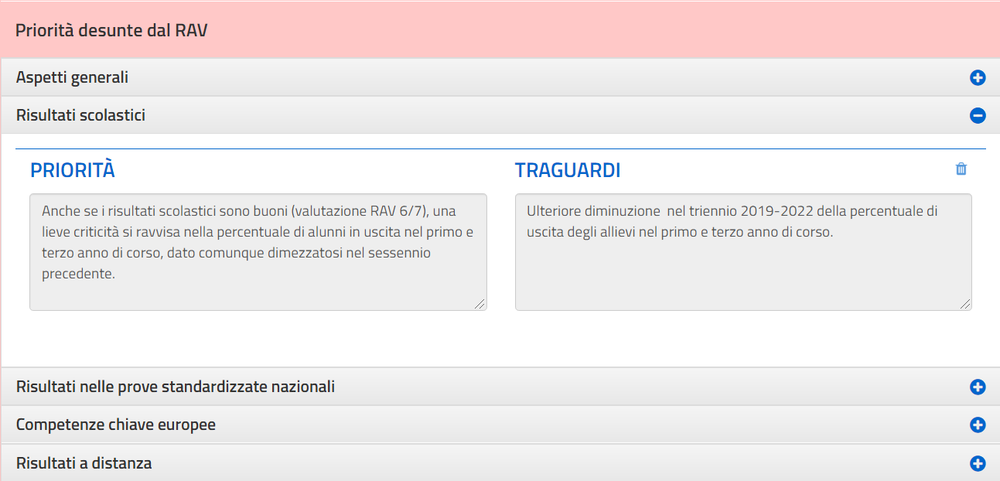 Priorità desunte dal RAV
Aspetti generali
Risultati scolastici
PRIORITÀ
Anche se i risultati scolastici sono buoni (valutazione RAV 6/7), una
lieve criticità si ravvisa nella percentuale di alunni in uscita nel primo e
terzo anno di corso, dato comunque dimezzatosi nel sessennio
precedente.
TRAGUARDI
Ulteriore diminuzione  nel triennio 2019-2022 della percentuale di
uscita degli allievi nel primo e terzo anno di corso.
Risultati nelle prove standardizzate nazionali
Competenze chiave europee
Risultati a distanza